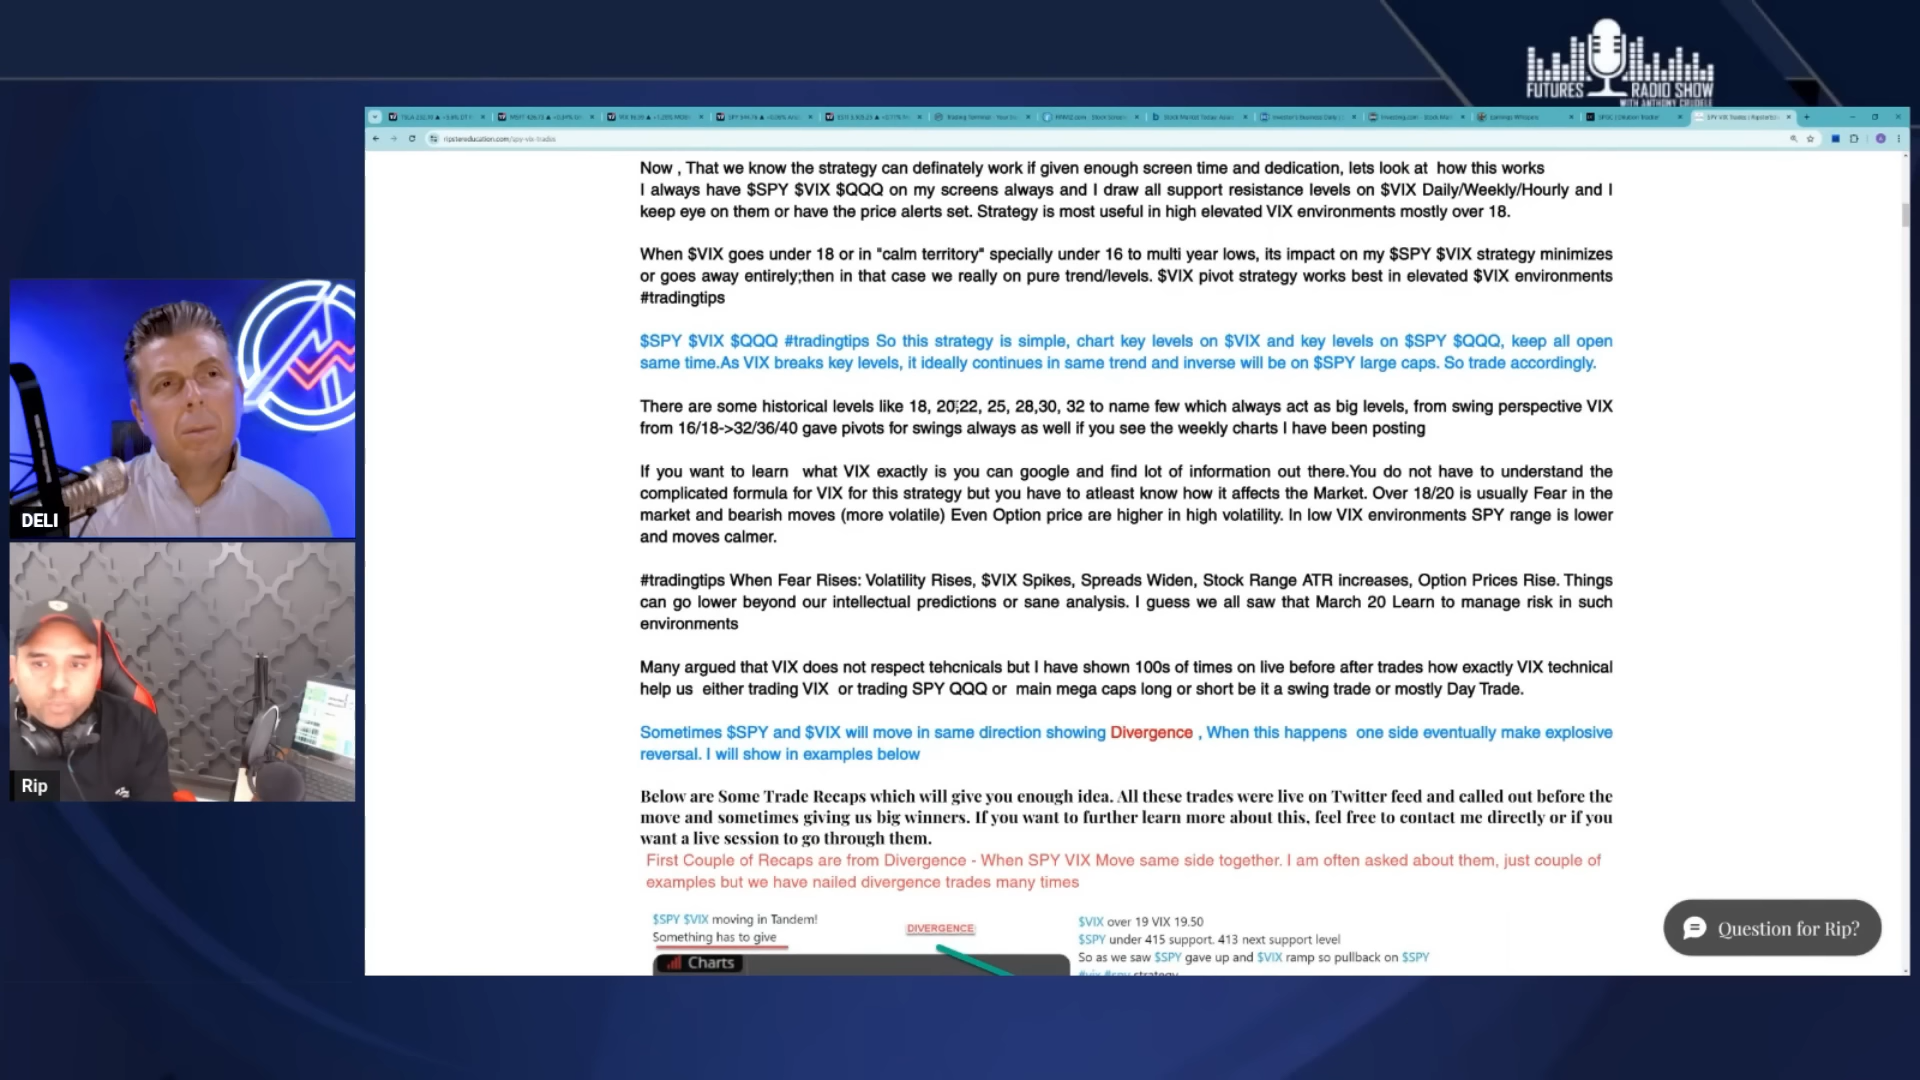 FUTURES RADIO SHOW
WITH ANTHONY CRUDELE
ripstereducation.com/spy-vix-trades
Now , That we know the strategy can definately work if given enough screen time and dedication, lets look at how this works
I always have $SPY $VIX $QQQ on my screens always and I draw all support resistance levels on $VIX Daily/Weekly/Hourly and I
keep eye on them or have the price alerts set. Strategy is most useful in high elevated VIX environments mostly over 18.
When $VIX goes under 18 or in "calm territory" specially under 16 to multi year lows, its impact on my $SPY $VIX strategy minimizes
or goes away entirely;then in that case we really on pure trend/levels. $VIX pivot strategy works best in elevated $VIX environments
#tradingtips
$SPY $VIX $QQQ #tradingtips So this strategy is simple, chart key levels on $VIX and key levels on $SPY $QQQ, keep all open
same time.As VIX breaks key levels, it ideally continues in same trend and inverse will be on $SPY large caps. So trade accordingly.
There are some historical levels like 18, 20,22, 25, 28,30, 32 to name few which always act as big levels, from swing perspective VIX
from 16/18->32/36/40 gave pivots for swings always as well if you see the weekly charts I have been posting
If you want to learn what VIX exactly is you can google and find lot of information out there.You do not have to understand the
complicated formula for VIX for this strategy but you have to atleast know how it affects the Market. Over 18/20 is usually Fear in the
market and bearish moves (more volatile) Even Option price are higher in high volatility. In low VIX environments SPY range is lower
and moves calmer.
#tradingtips When Fear Rises: Volatility Rises, $VIX Spikes, Spreads Widen, Stock Range ATR increases, Option Prices Rise. Things
can go lower beyond our intellectual predictions or sane analysis. I guess we all saw that March 20 Learn to manage risk in such
environments
Many argued that VIX does not respect tehcnicals but I have shown 100s of times on live before after trades how exactly VIX technical
help us either trading VIX or trading SPY QQQ or main mega caps long or short be it a swing trade or mostly Day Trade.
Sometimes $SPY and $VIX will move in same direction showing Divergence , When this happens one side eventually make explosive
reversal. I will show in examples below
Below are Some Trade Recaps which will give you enough idea. All these trades were live on Twitter feed and called out before the
move and sometimes giving us big winners. If you want to further learn more about this, feel free to contact me directly or if you
want a live session to go through them.
First Couple of Recaps are from Divergence - When SPY VIX Move same side together. I am often asked about them, just couple of
examples but we have nailed divergence trades many times
$SPY $VIX moving in Tandem!
Something has to give
DIVERGENCE
Charts
$VIX over 19 VIX 19.50
$SPY under 415 support. 413 next support level
So as we saw $SPY gave up and $VIX ramp so pullback on $SPY
#vix #spy strategy
Question for Rip?
DELI
Rip